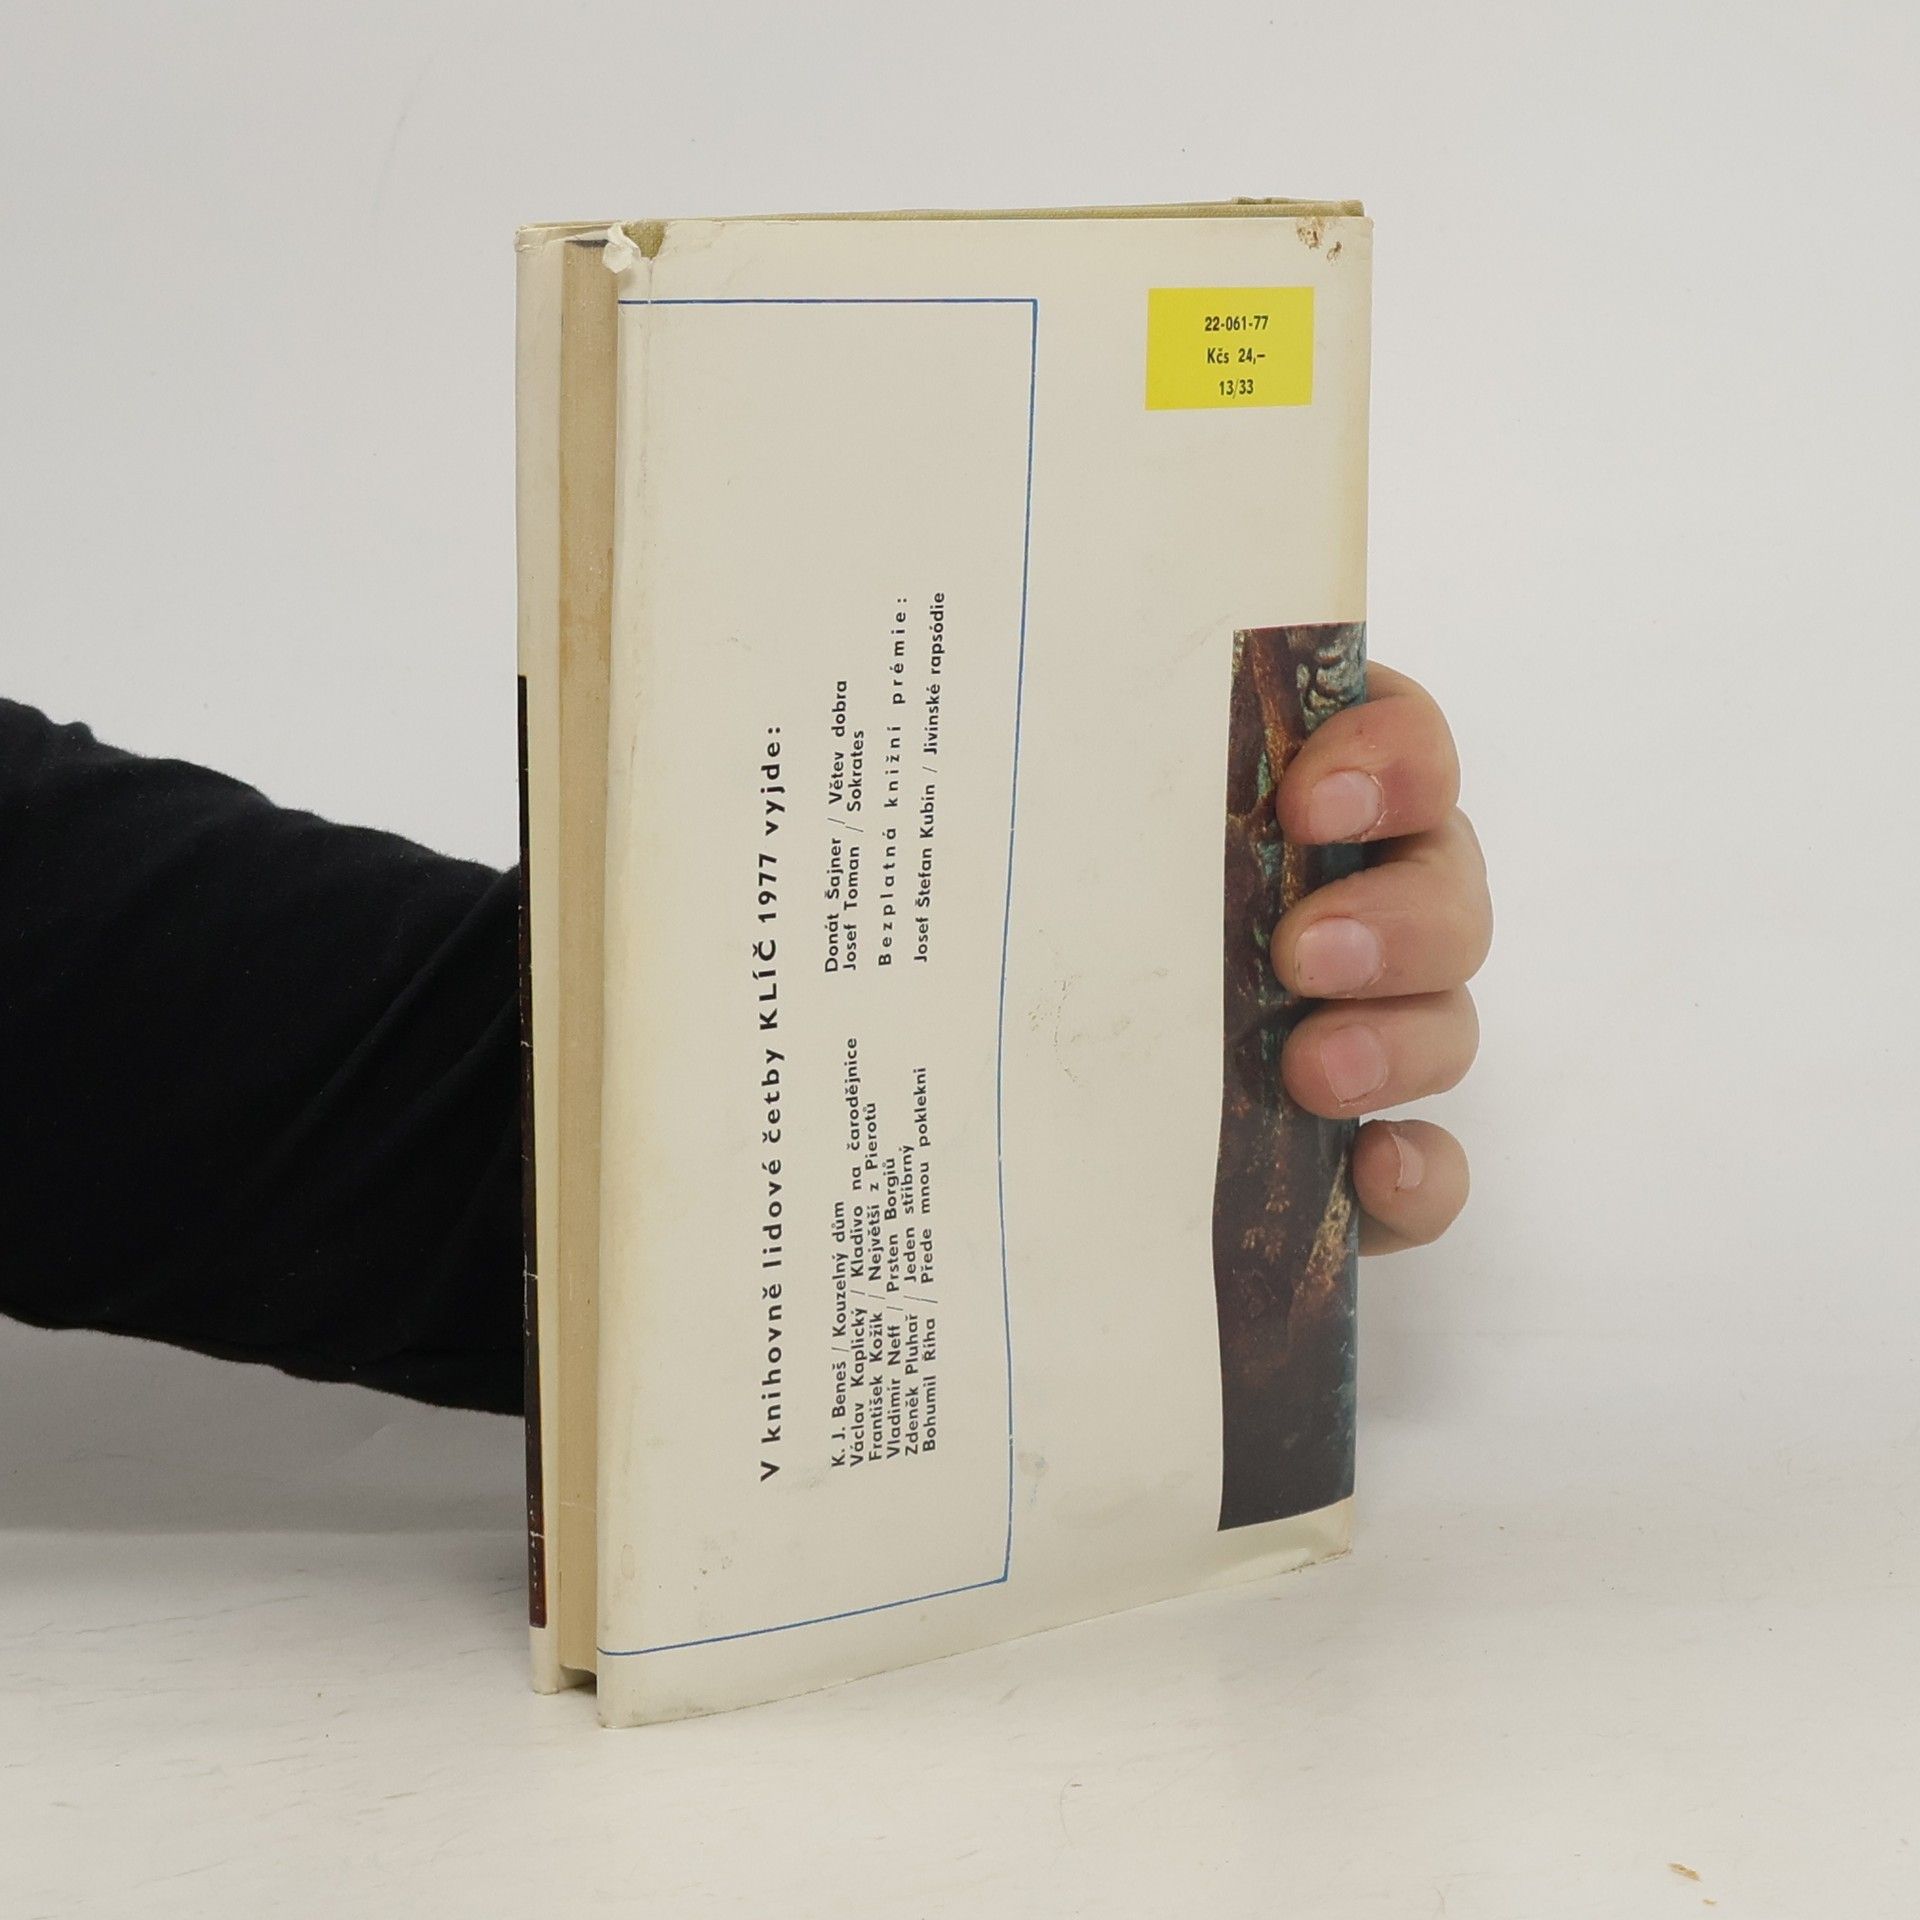 22-061-77
Kčs 24,—
13/33
V knihovně lidové četby KLÍČ 1977 vyjde:
K. J. Beneš / Kouzelný dům
Václav Kaplický / Kladivo na čarodějnice
František Kožík / Největší z Pierotů
Vladimír Neff / Prsten Borgiů
Zdeněk Pluhař / Jeden stříbrný
Bohumil Říha / Přede mnou poklekni
Donát Šajner / Větev dobra
Josef Toman / Sokrates
Bezplatná knižní prémie:
Josef Štefan Kubín / Jivínské rapsódie